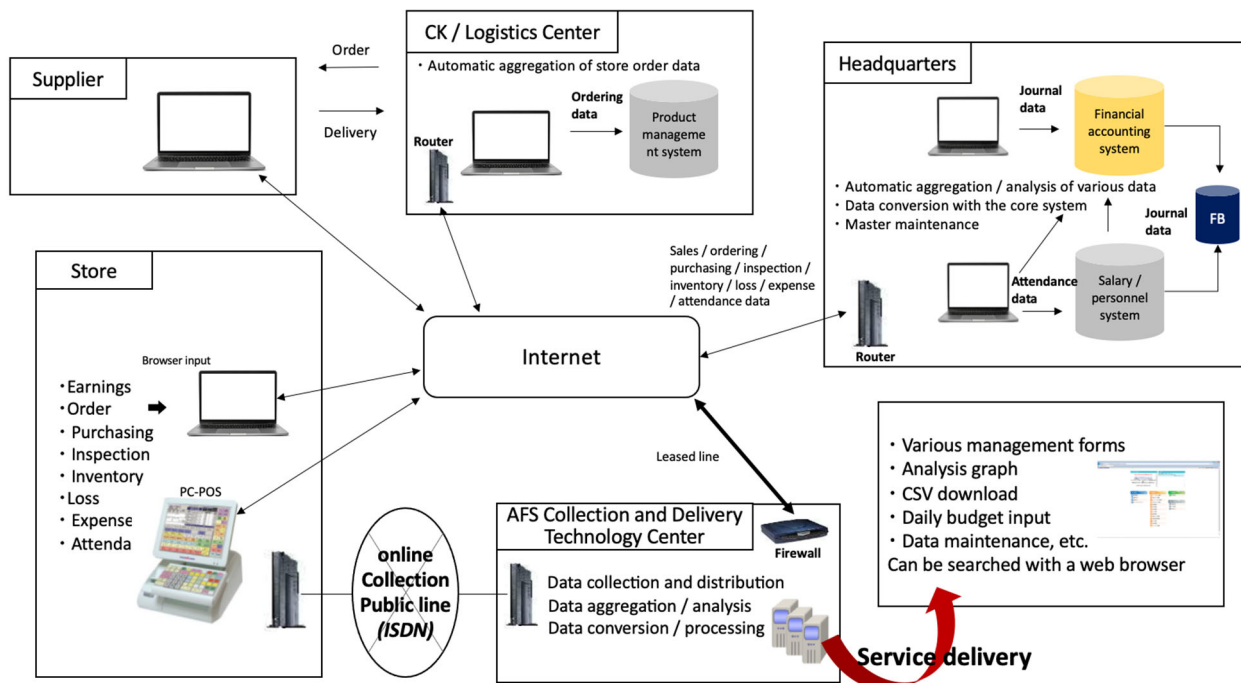 CK / Logistics Center
・ Automatic aggregation of store order data
Order
Delivery
Supplier
Ordering
data
Product
manageme
nt system
Router
Headquarters
Journal
data
Financial
accounting
system
・ Automatic aggregation / analysis of various data
・ Data conversion with the core system
・ Master maintenance
Journal
data
FB
Attendance
data
Salary /
personnel
system
Router
Sales / ordering /
purchasing / inspection /
inventory / loss / expense
/ attendance data
Internet
Store
Browser input
・Earnings
・Order
・ Purchasing
・ Inspection
・ Inventory
・Loss
・ Expense
・ Attenda
PC-POS
online
Collection
Public line
(ISDN)
Leased line
AFS Collection and Delivery
Technology Center
Firewall
Data collection and distribution
Data aggregation / analysis
Data conversion / processing
・ Various management forms
・ Analysis graph
・ CSV download
・ Daily budget input
・ Data maintenance, etc.
Can be searched with a web browser
Service delivery